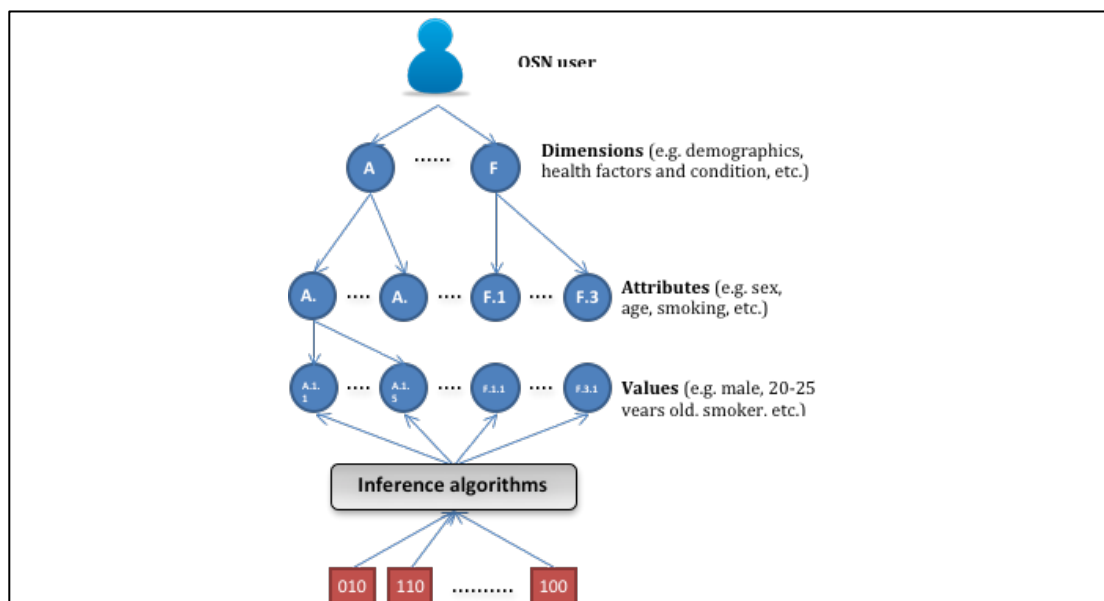 OSN user
A ...... F
Dimensions (e.g. demographics,
health factors and condition, etc.)
A. .... A. .... F.1 .... F.3
Attributes (e.g. sex,
age, smoking, etc.)
A.1.
1 .... A.1.
5 .... F.1.1 .... F.3.1
Values (e.g. male, 20-25
years old, smoker, etc.)
Inference algorithms
010 110 .......... 100